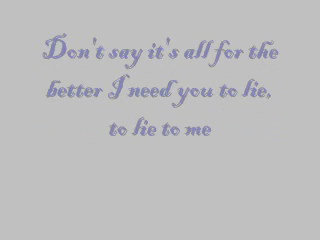 Don't say it's all for the
better I need you to lie,
to lie to me